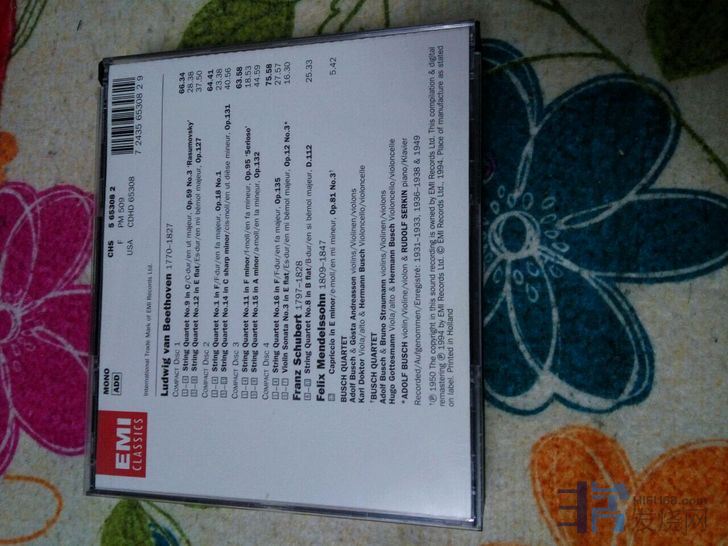 EMI
CLASSICS
MONO
ADD
International Trade Mark of EMI Records Ltd.
CHS 5 65308 2
F PM 509
USA CDHD 65308
7 2435 65308 2 9
Ludwig van Beethoven 1770-1827
COMPACT DISC 1 66.34
String Quartet No.9 in C/C-dur/en ut majeur, Op.59 No.3 'Rasumovsky' 28.38
String Quartet No.12 in E flat/Es-dur/en mi bémol majeur, Op.127 37.50
COMPACT DISC 2 64.41
String Quartet No.1 in F/F-dur/en fa majeur, Op.18 No.1 23.38
String Quartet No.14 in C sharp minor/cis-moll/en ut dièse mineur, Op.131 40.56
COMPACT DISC 3 63.58
String Quartet No.11 in F minor/f-moll/en fa mineur, Op.95 'Serioso' 18.53
String Quartet No.15 in A minor/a-moll/en la mineur, Op.132 44.59
COMPACT DISC 4 75.58
String Quartet No.16 in F/F-dur/en fa majeur, Op.135 27.57
Violin Sonata No.3 in E flat/Es-dur/en mi bémol majeur, Op.12 No.3* 16.30
Franz Schubert 1797-1828
String Quartet No.8 in B flat/B-dur/en si bémol majeur, D.112 25.33
Felix Mendelssohn 1809-1847
Capriccio in E minor/e-moll/en mi mineur, Op.81 No.3† 5.42
BUSCH QUARTET
Adolf Busch & Gösta Andreasson violins/Violinen/violons
Karl Doktor Viola/alto & Hermann Busch Violoncello/violoncelle
†BUSCH QUARTET
Adolf Busch & Bruno Straumann violins/Violinen/violons
Hugo Gottesmann Viola/alto & Hermann Busch Violoncello/violoncelle
*ADOLF BUSCH violin/Violine/violon & RUDOLF SERKIN piano/Klavier
Recorded/Aufgenommen/Enregistré: 1931-1933, 1936-1938 & 1949
†℗ 1950 The copyright in this sound recording is owned by EMI Records Ltd. This compilation & digital
remastering ℗ 1994 by EMI Records Ltd. © EMI Records Ltd., 1994. Place of manufacture as stated
on label. Printed in Holland
HIFI168.com
发烧网